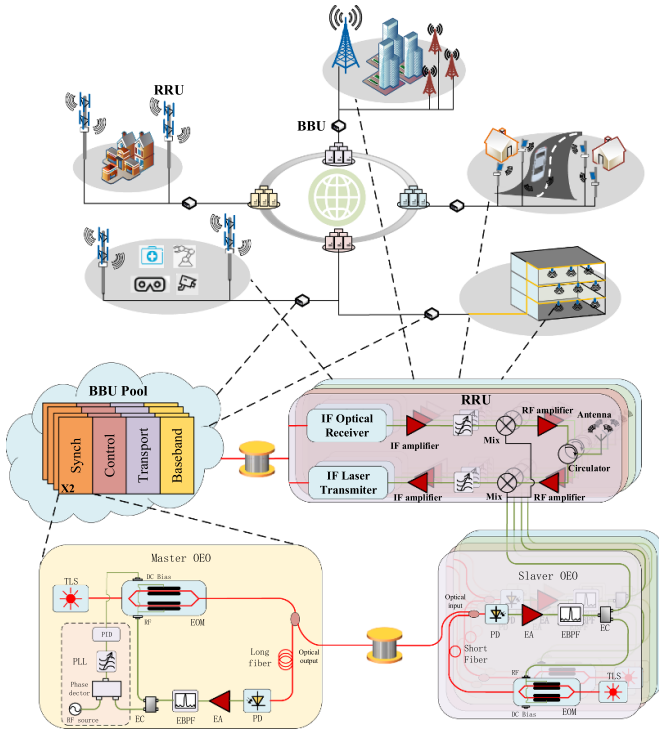 RRU
BBU
BBU Pool
Synch
Control
Transport
Baseband
X2
RRU
IF Optical
Receiver
IF amplifier
Mix
RF amplifier
Antenna
Circulator
IF Laser
Transmiter
IF amplifier
Mix
RF amplifier
Master OEO
TLS
DC Bias
RF
EOM
PID
PLL
Phase
dector
RF source
EC
EBPF
EA
PD
Long
fiber
Optical
output
Slaver OEO
Optical
input
PD
EA
EBPF
EC
Short
Fiber
RF
DC Bias
EOM
TLS